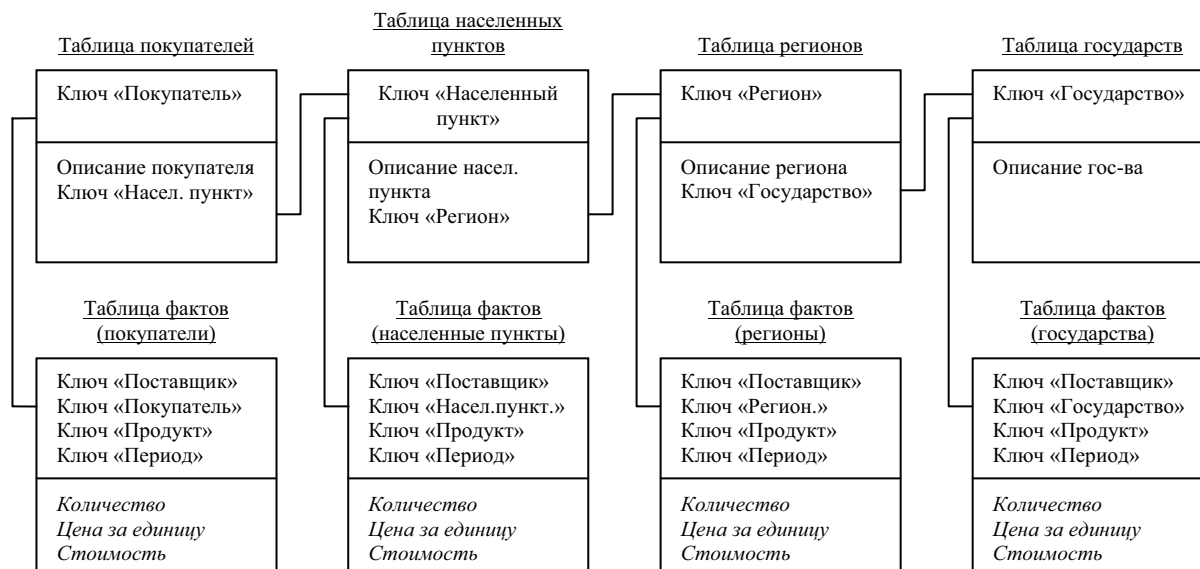 Таблица покупателей
Ключ «Покупатель»
Описание покупателя
Ключ «Насел. пункт»
Таблица населенных
пунктов
Ключ «Населенный
пункт»
Описание насел.
пункта
Ключ «Регион»
Таблица регионов
Ключ «Регион»
Описание региона
Ключ «Государство»
Таблица государств
Ключ «Государство»
Описание гос-ва
Таблица фактов
(покупатели)
Ключ «Поставщик»
Ключ «Покупатель»
Ключ «Продукт»
Ключ «Период»
Количество
Цена за единицу
Стоимость
Таблица фактов
(населенные пункты)
Ключ «Поставщик»
Ключ «Насел.пункт.»
Ключ «Продукт»
Ключ «Период»
Количество
Цена за единицу
Стоимость
Таблица фактов
(регионы)
Ключ «Поставщик»
Ключ «Регион.»
Ключ «Продукт»
Ключ «Период»
Количество
Цена за единицу
Стоимость
Таблица фактов
(государства)
Ключ «Поставщик»
Ключ «Государство»
Ключ «Продукт»
Ключ «Период»
Количество
Цена за единицу
Стоимость